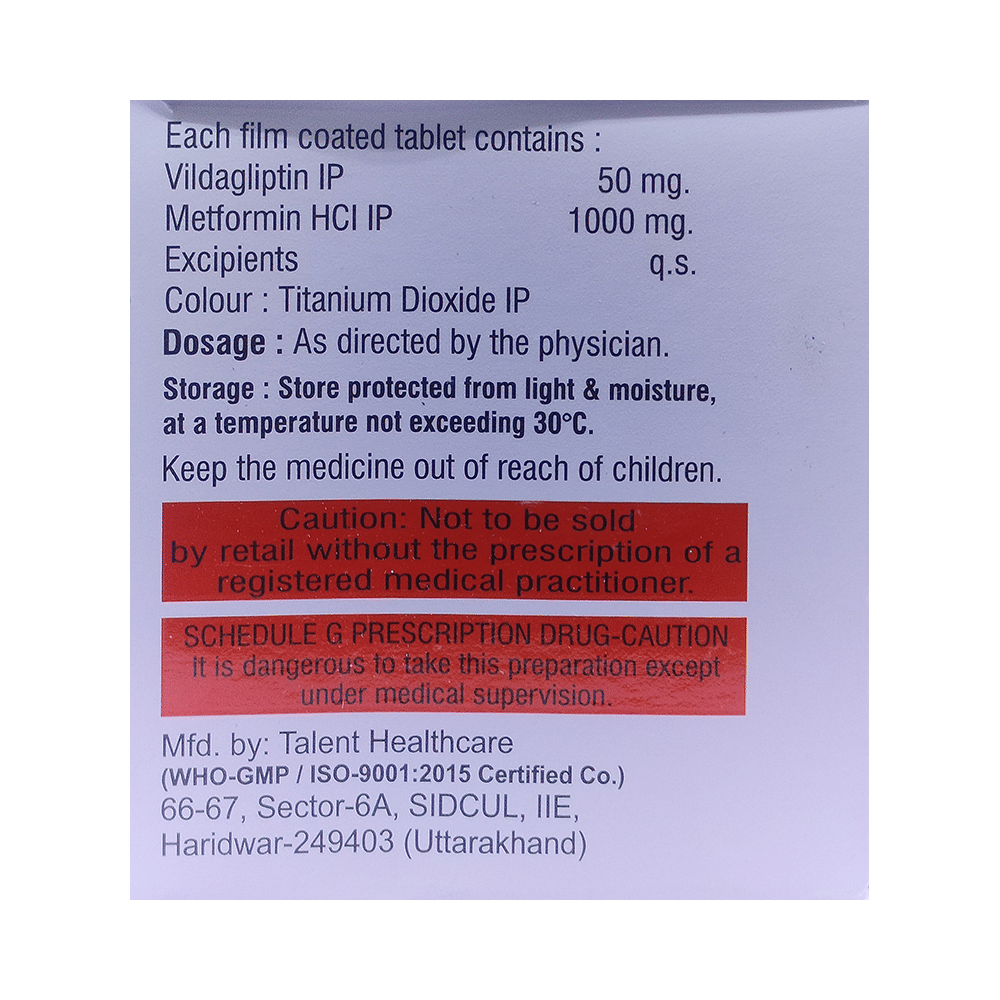 Each film coated tablet contains :
Vildagliptin IP 50 mg.
Metformin HCl IP 1000 mg.
Excipients q.s.
Colour : Titanium Dioxide IP
Dosage : As directed by the physician.
Storage : Store protected from light & moisture,
at a temperature not exceeding 30°C.
Keep the medicine out of reach of children.
Caution: Not to be sold
by retail without the prescription of a
registered medical practitioner.
SCHEDULE G PRESCRIPTION DRUG-CAUTION
It is dangerous to take this preparation except
under medical supervision.
Mfd. by: Talent Healthcare
(WHO-GMP / ISO-9001:2015 Certified Co.)
66-67, Sector-6A, SIDCUL, IIE,
Haridwar-249403 (Uttarakhand)